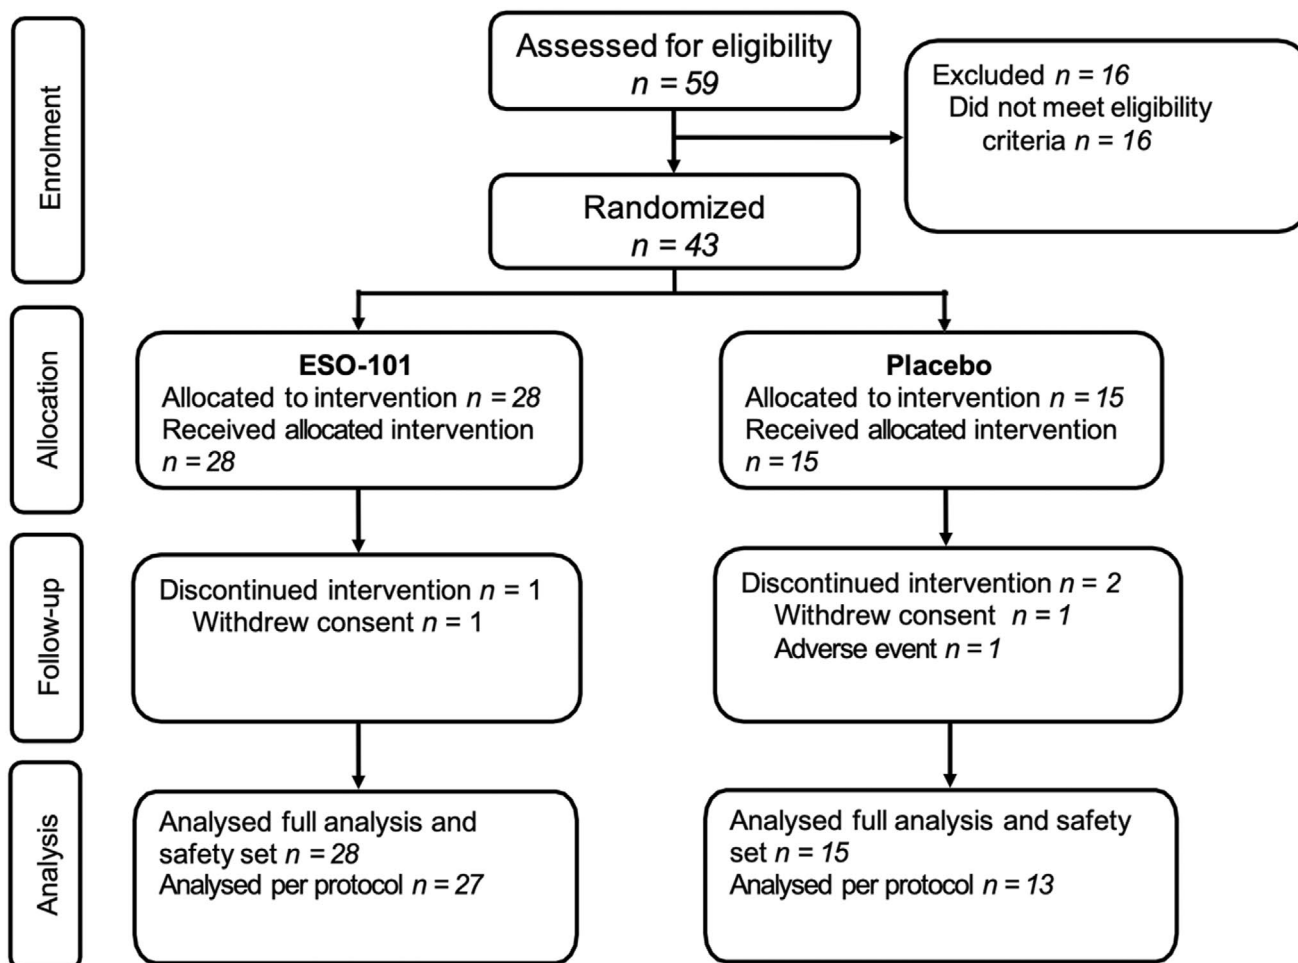 Enrolment
Assessed for eligibility
n = 59
Excluded n = 16
Did not meet eligibility
criteria n = 16
Randomized
n = 43
Allocation
ESO-101
Allocated to intervention n = 28
Received allocated intervention
n = 28
Placebo
Allocated to intervention n = 15
Received allocated intervention
n = 15
Follow-up
Discontinued intervention n = 1
Withdrew consent n = 1
Discontinued intervention n = 2
Withdrew consent n = 1
Adverse event n = 1
Analysis
Analysed full analysis and
safety set n = 28
Analysed per protocol n = 27
Analysed full analysis and safety
set n = 15
Analysed per protocol n = 13